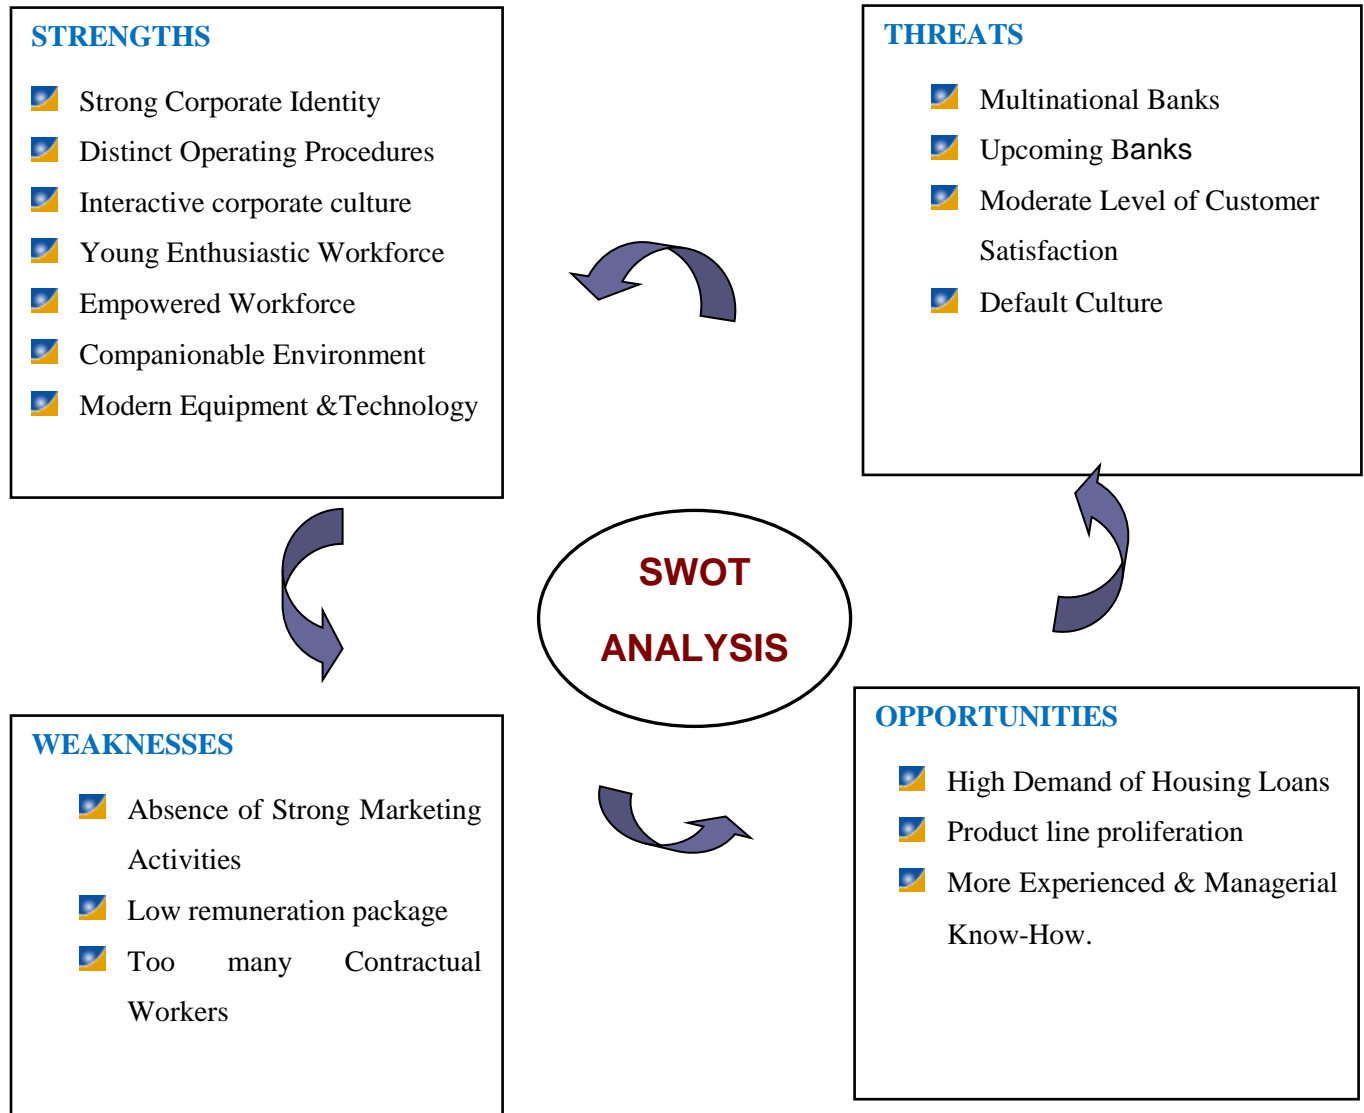 STRENGTHS
Strong Corporate Identity
Distinct Operating Procedures
Interactive corporate culture
Young Enthusiastic Workforce
Empowered Workforce
Companionable Environment
Modern Equipment &Technology
THREATS
Multinational Banks
Upcoming Banks
Moderate Level of Customer
Satisfaction
Default Culture
SWOT
ANALYSIS
WEAKNESSES
Absence of Strong Marketing
Activities
Low remuneration package
Too many Contractual
Workers
OPPORTUNITIES
High Demand of Housing Loans
Product line proliferation
More Experienced & Managerial
Know-How.